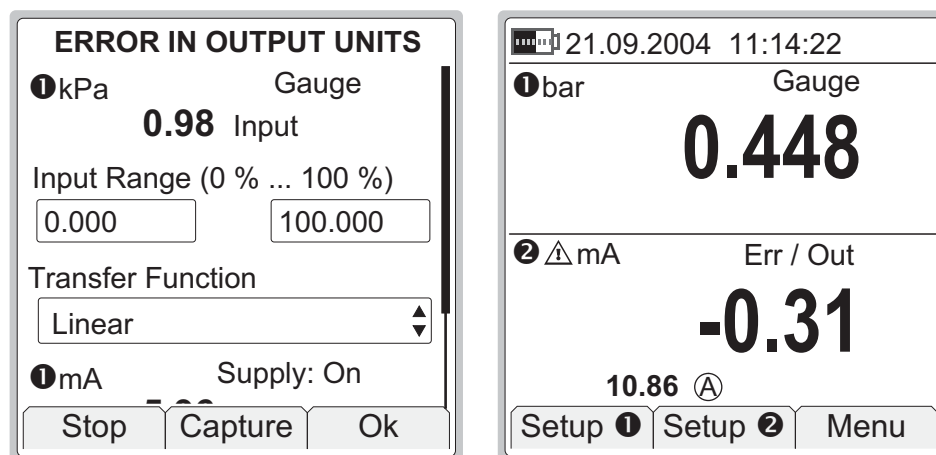 ERROR IN OUTPUT UNITS
❶kPa Gauge
0.98 Input
Input Range (0 % ... 100 %)
0.000 100.000
Transfer Function
Linear
❶mA Supply: On
Stop Capture Ok
21.09.2004 11:14:22
❶bar Gauge
0.448
❷⚠mA Err / Out
-0.31
10.86 Ⓐ
Setup ❶ Setup ❷ Menu